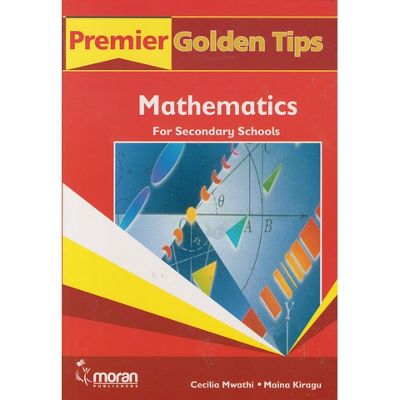 Premier Golden Tips
Mathematics
For Secondary Schools
θ
A B
Y
moran
PUBLISHERS
Cecilia Mwathi • Maina Kiragu